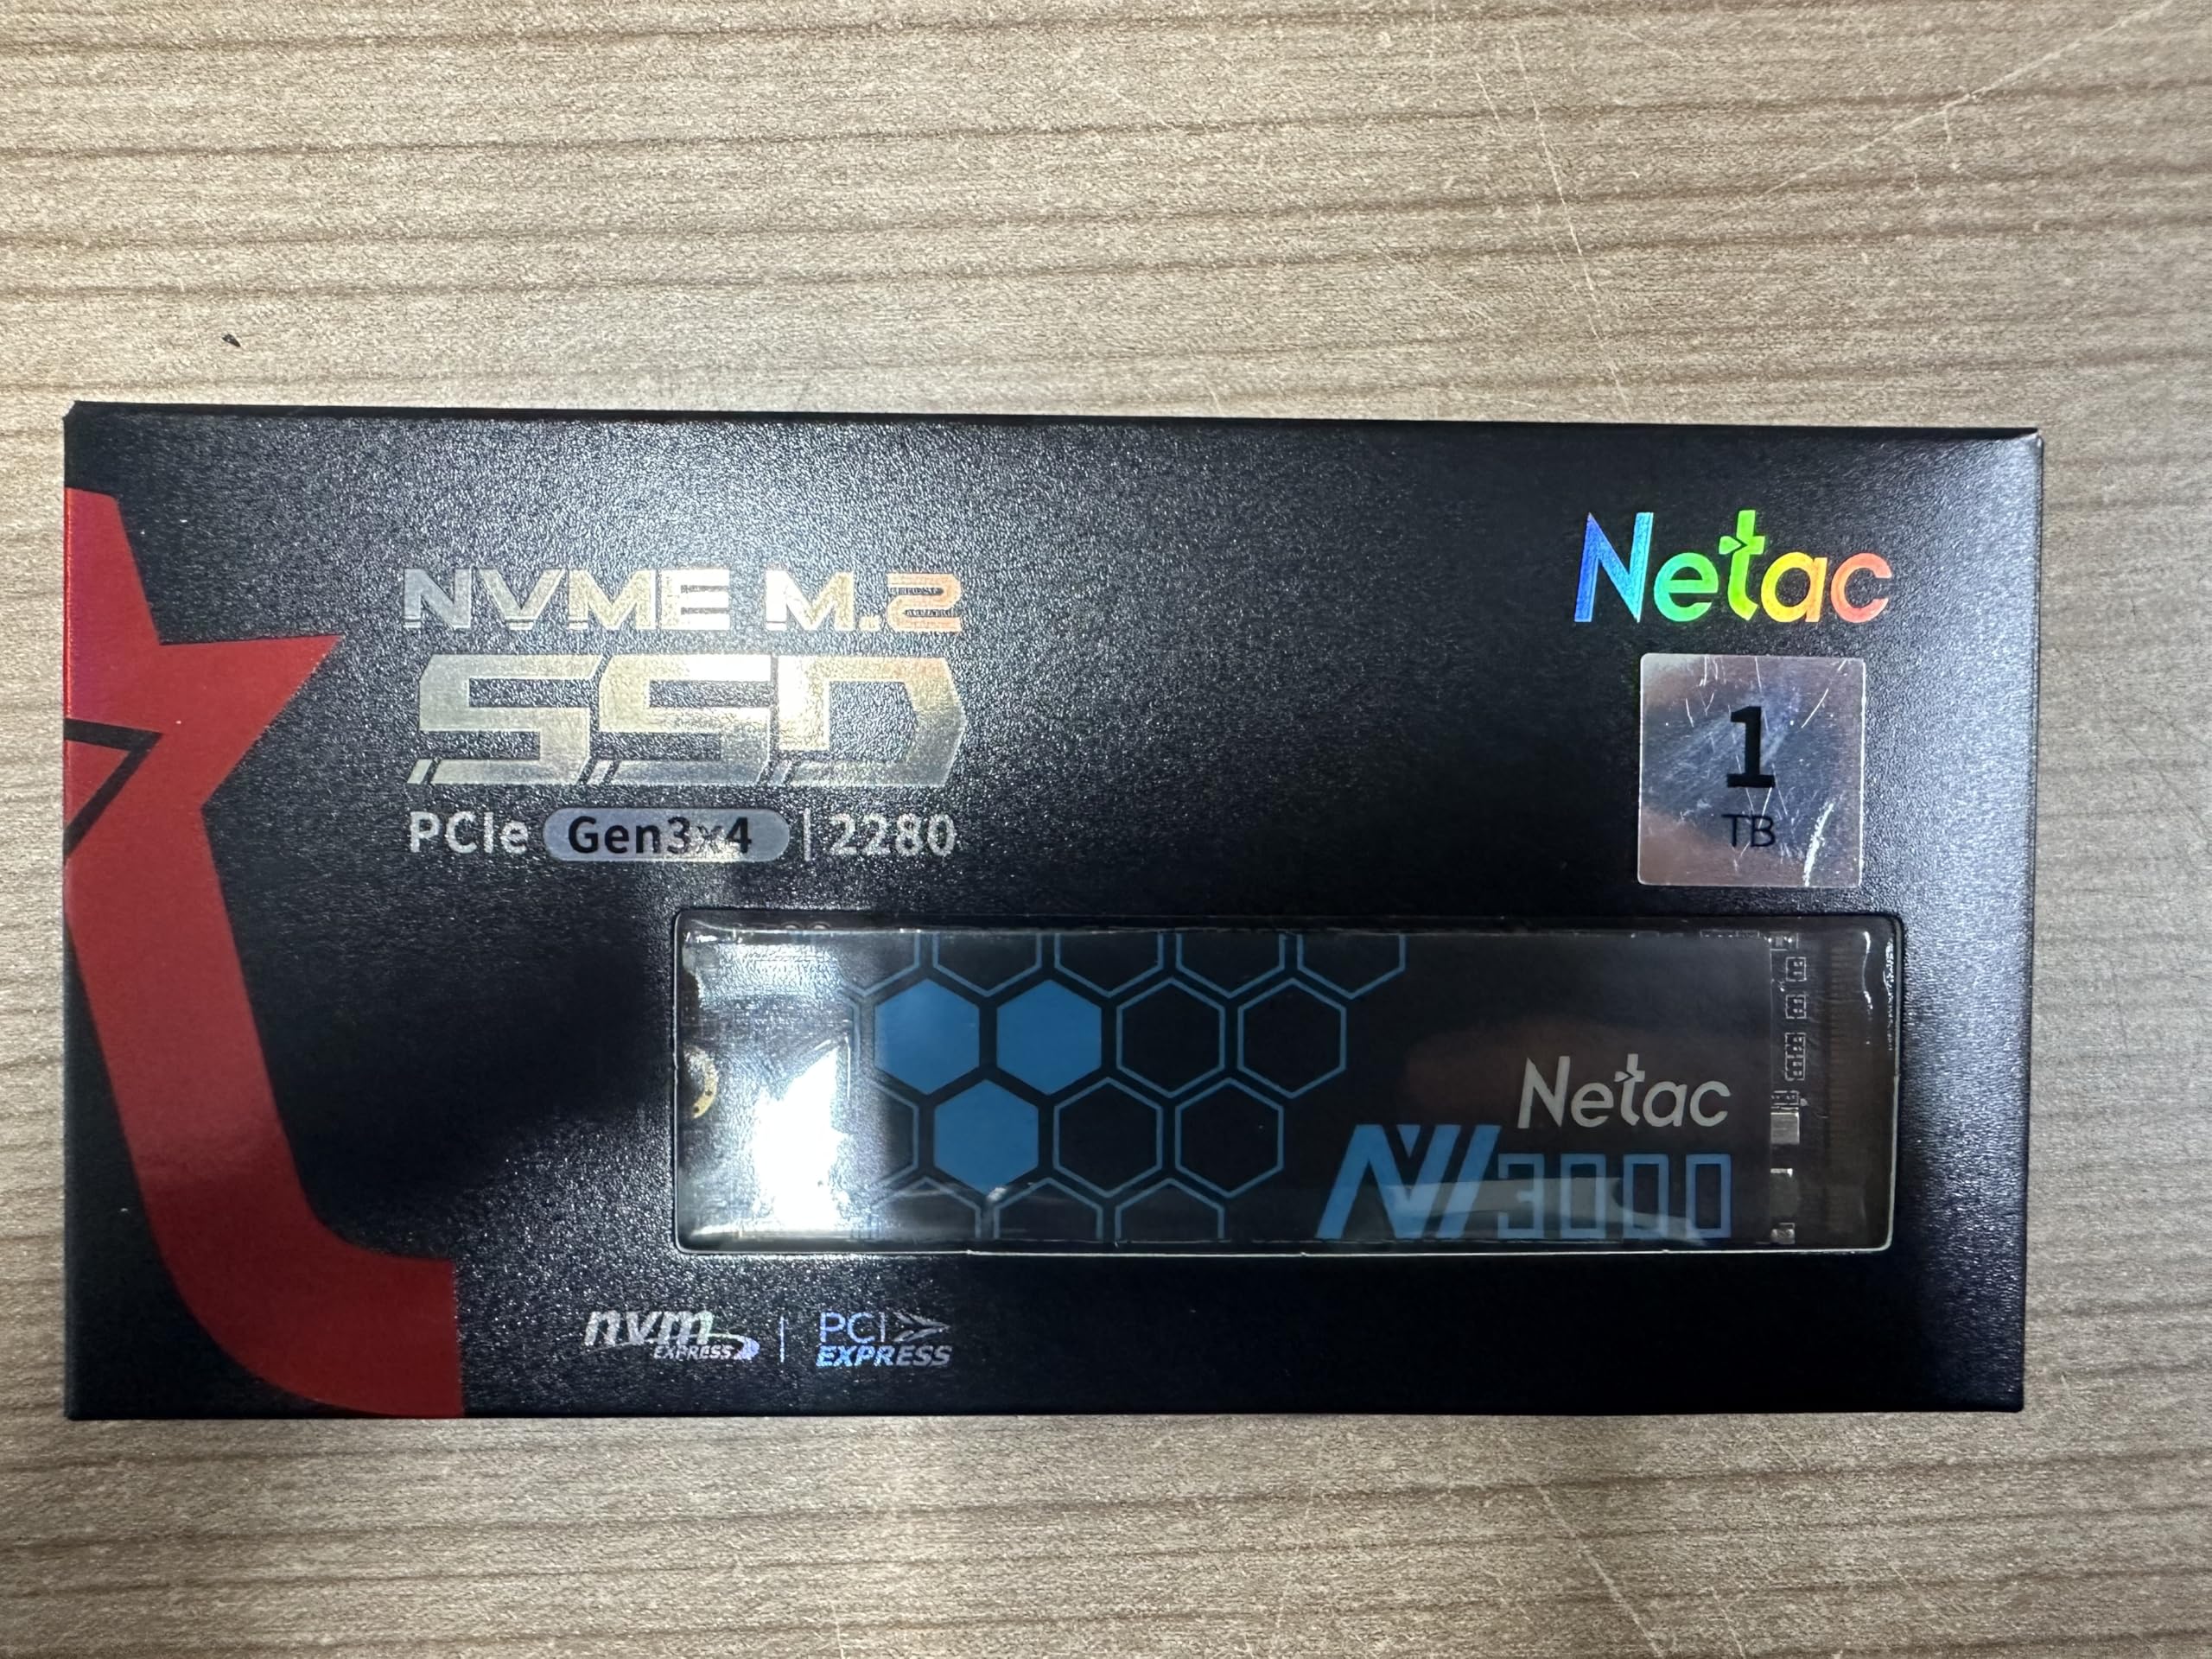 NVME M.2
SSD
PCIe Gen3x4 | 2280
Netac
1
TB
Netac
NV3000
nvm
EXPRESS
PCI
EXPRESS